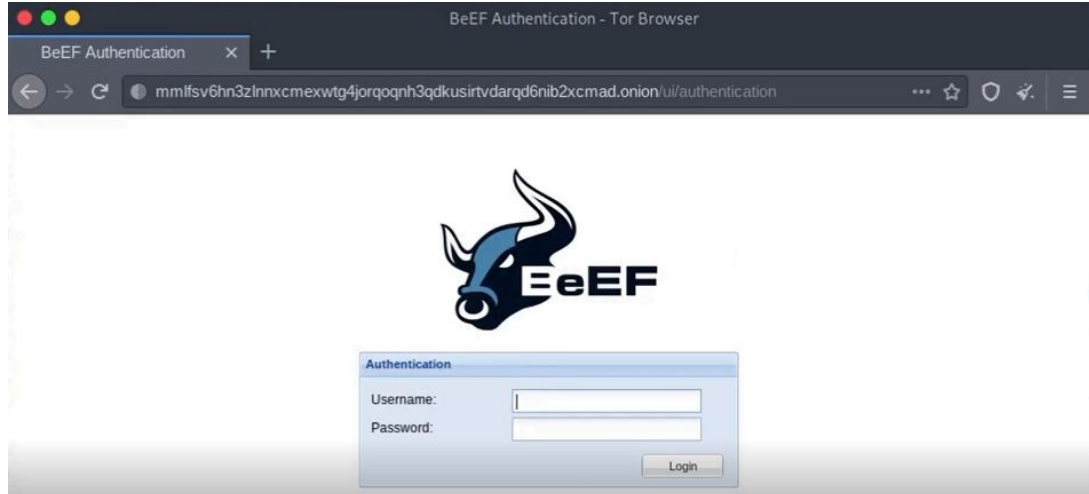 BeEF Authentication - Tor Browser
BeEF Authentication
mmlfsv6hn3zlnnxcmexwtg4jorqoqnh3qdkusirtvdarqd6nib2xcmad.onion/ui/authentication
BeEF
Authentication
Username:
Password:
Login